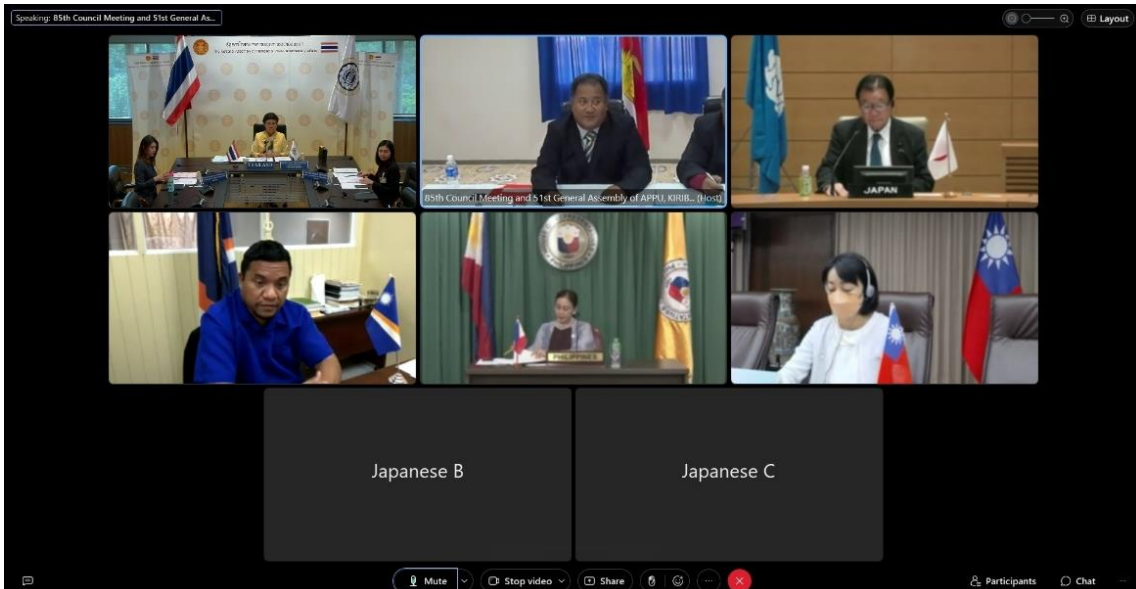 Speaking: 85th Council Meeting and 51st General As...
Layout
THAILAND
85th Council Meeting and 51st General Assembly of APPU, KIRIB... (Host)
JAPAN
PHILIPPINES
Japanese B
Japanese C
Mute
Stop video
Share
Participants
Chat